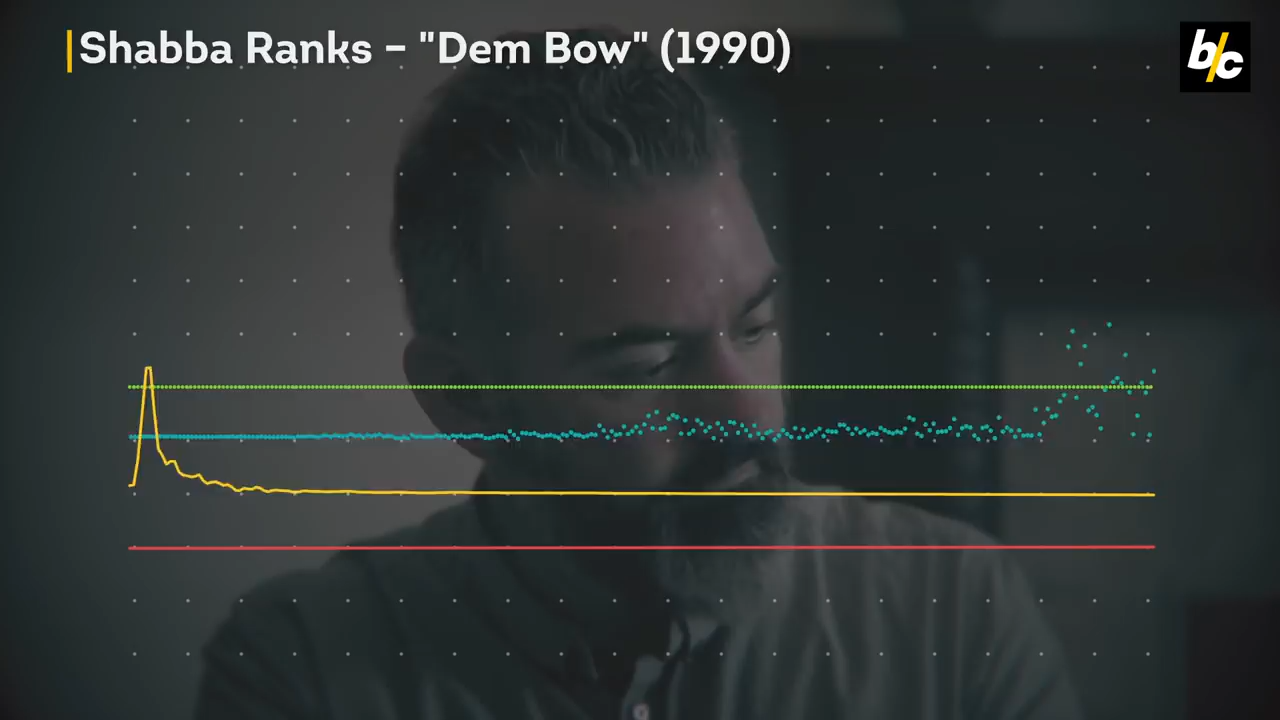 Shabba Ranks – "Dem Bow" (1990)
b/c